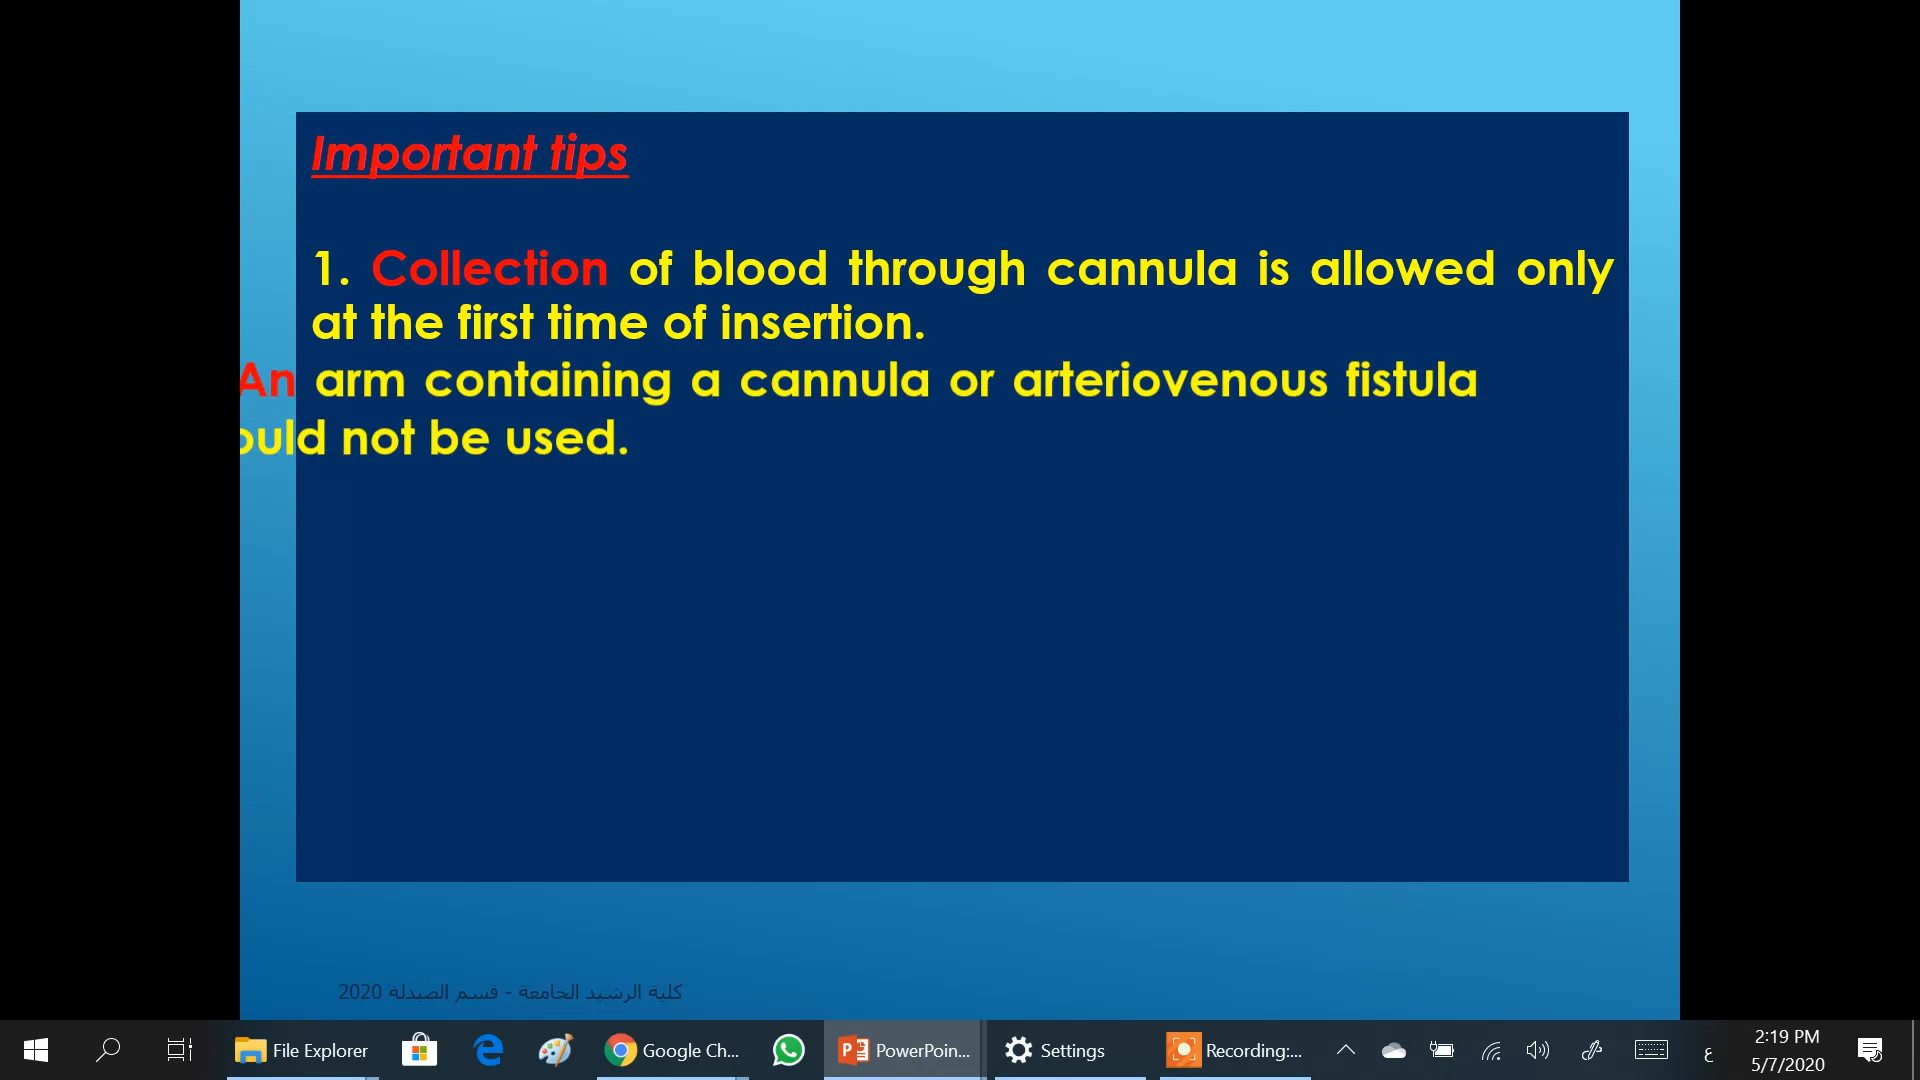 Important tips
1. Collection of blood through cannula is allowed only
at the first time of insertion.
An arm containing a cannula or arteriovenous fistula
ould not be used.
كلية الرشيد الجامعة - قسم الصيدلة 2020
File Explorer
Google Ch...
PowerPoin...
Settings
Recording:...
ع
2:19 PM
5/7/2020